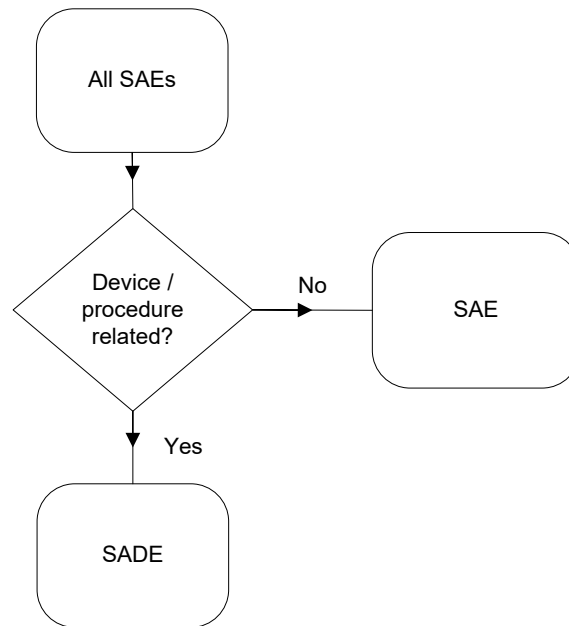 All SAEs
Device /
procedure
related?
No
SAE
Yes
SADE